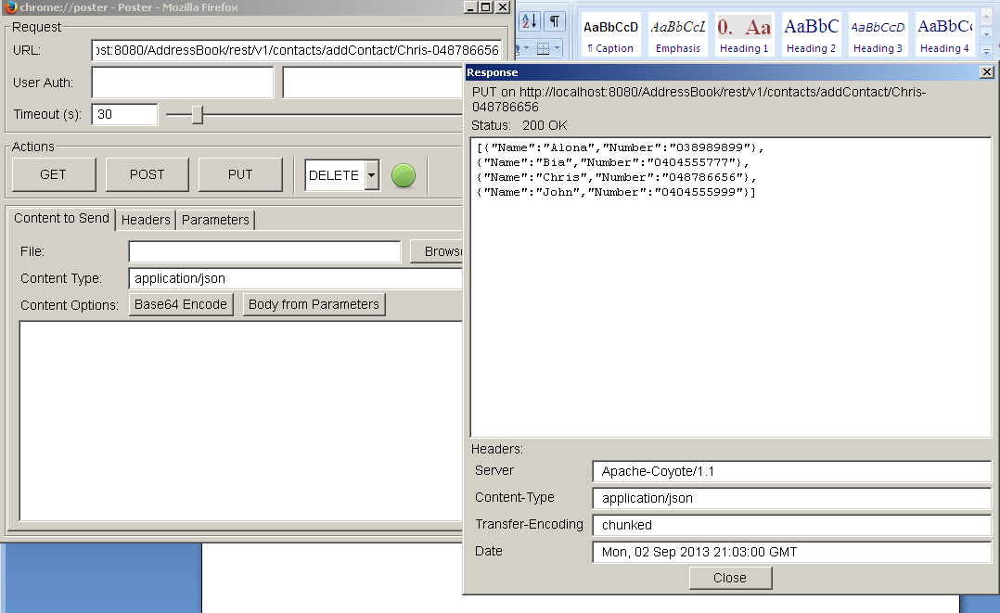 chrome://poster - Poster - Mozilla Firefox
Request
URL: ost:8080/AddressBook/rest/v1/contacts/addContact/Chris-048786656
User Auth:
Timeout (s): 30
Actions
GET POST PUT DELETE
Content to Send Headers Parameters
File: Browse
Content Type: application/json
Content Options: Base64 Encode Body from Parameters
AaBbCcD AaBbCcL 0. Aa AaBbC AaBbCcD AaBbCc
¶ Caption Emphasis Heading 1 Heading 2 Heading 3 Heading 4
Response
PUT on http://localhost:8080/AddressBook/rest/v1/contacts/addContact/Chris-
048786656
Status: 200 OK
[{"Name":"Alona","Number":"038989899"},
{"Name":"Bia","Number":"0404555777"},
{"Name":"Chris","Number":"048786656"},
{"Name":"John","Number":"0404555999"}]
Headers:
Server Apache-Coyote/1.1
Content-Type application/json
Transfer-Encoding chunked
Date Mon, 02 Sep 2013 21:03:00 GMT
Close